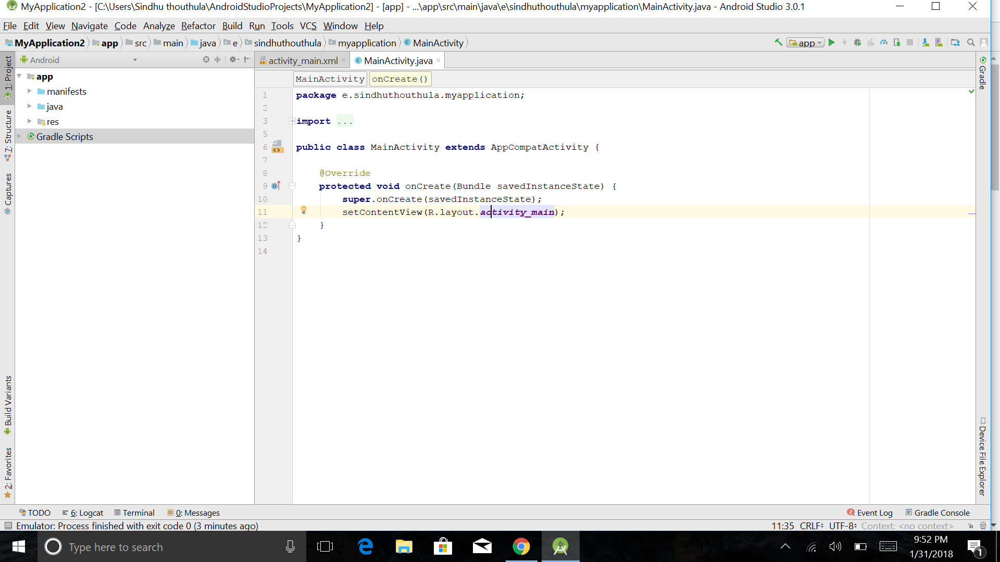 MyApplication2 - [C:\Users\Sindhu thouthula\AndroidStudioProjects\MyApplication2] - [app] - ...\app\src\main\java\e\sindhuthouthula\myapplication\MainActivity.java - Android Studio 3.0.1
File Edit View Navigate Code Analyze Refactor Build Run Tools VCS Window Help
MyApplication2 app src main java e sindhuthouthula myapplication MainActivity
app
Android
activity_main.xml MainActivity.java
MainActivity onCreate()
app
manifests
java
res
Gradle Scripts
1: Project
7: Structure
Captures
Build Variants
2: Favorites
1 package e.sindhuthouthula.myapplication;
2
3 import ...
5
6 public class MainActivity extends AppCompatActivity {
7
8 @Override
9 protected void onCreate(Bundle savedInstanceState) {
10 super.onCreate(savedInstanceState);
11 setContentView(R.layout.activity_main);
12 }
13 }
14
Gradle
Device File Explorer
TODO 6: Logcat Terminal 0: Messages
2 Event Log Gradle Console
Emulator: Process finished with exit code 0 (3 minutes ago)
11:35 CRLF UTF-8 Context: <no context>
Type here to search
9:52 PM
1/31/2018
1